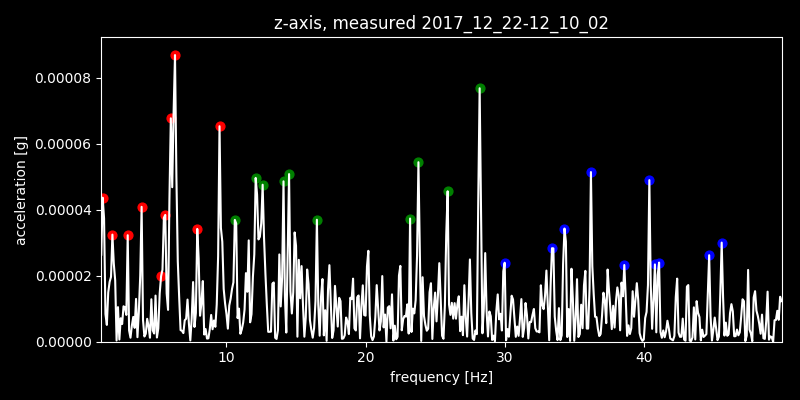 z-axis, measured 2017_12_22-12_10_02
acceleration [g]
0.00008
0.00006
0.00004
0.00002
0.00000
10 20 30 40
frequency [Hz]